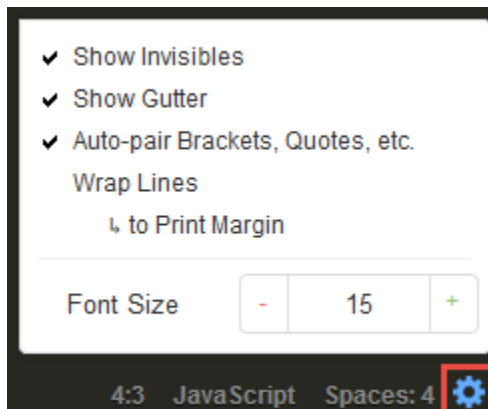 ✔ Show Invisibles
✔ Show Gutter
✔ Auto-pair Brackets, Quotes, etc.
Wrap Lines
↳ to Print Margin
Font Size - 15 +
4:3 JavaScript Spaces: 4